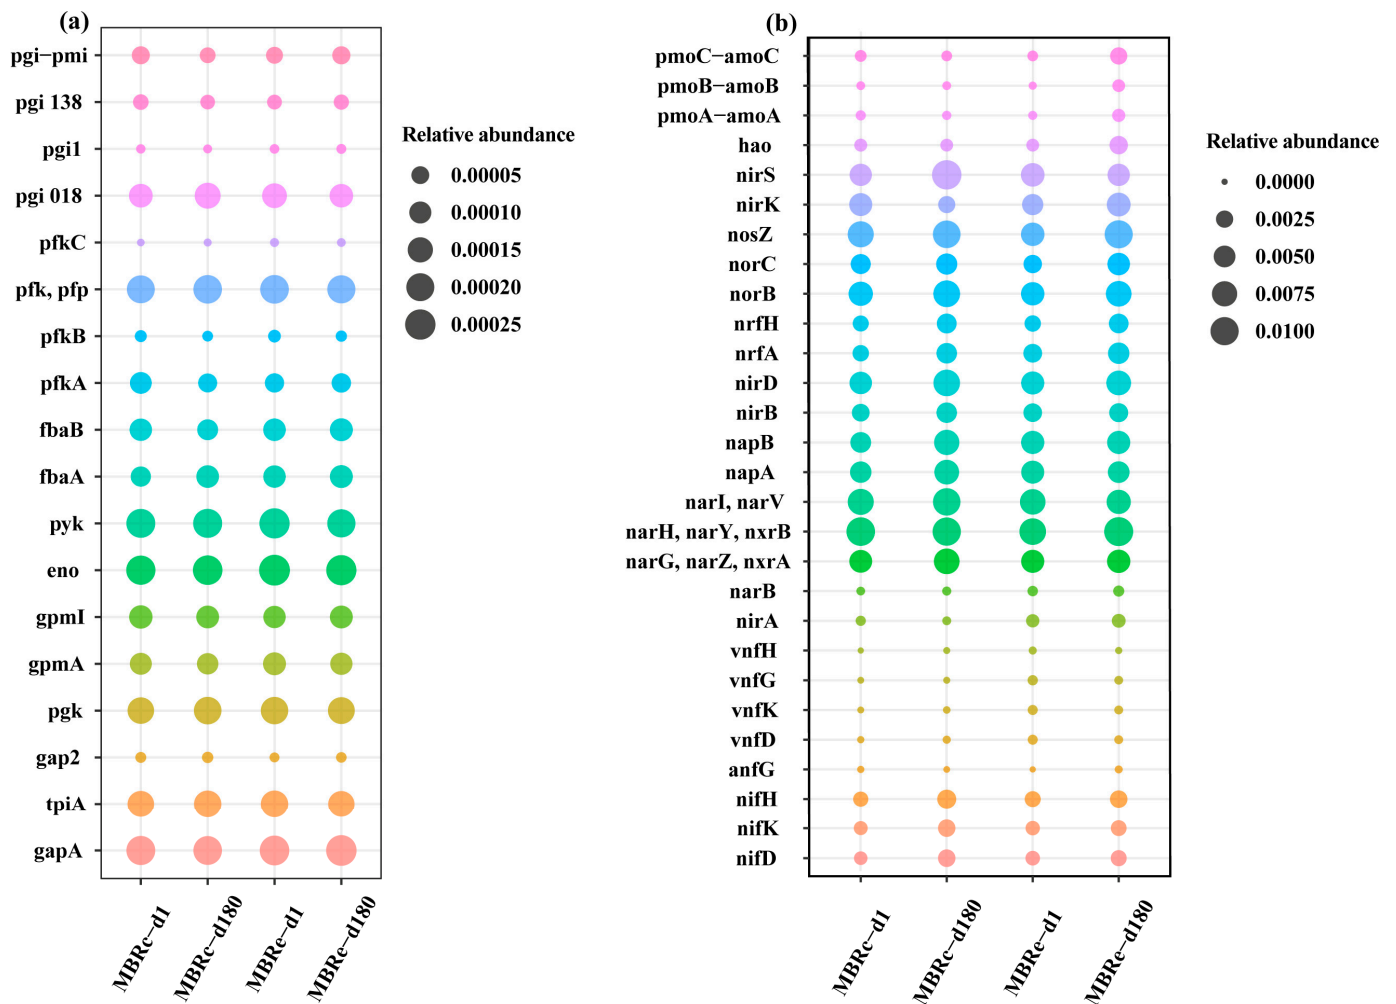 (a)
pgi−pmi
pgi 138
pgi1
pgi 018
pfkC
pfk, pfp
pfkB
pfkA
fbaB
fbaA
pyk
eno
gpmI
gpmA
pgk
gap2
tpiA
gapA
MBRc−d1
MBRc−d180
MBRe−d1
MBRe−d180
Relative abundance
0.00005
0.00010
0.00015
0.00020
0.00025
(b)
pmoC−amoC
pmoB−amoB
pmoA−amoA
hao
nirS
nirK
nosZ
norC
norB
nrfH
nrfA
nirD
nirB
napB
napA
narI, narV
narH, narY, nxrB
narG, narZ, nxrA
narB
nirA
vnfH
vnfG
vnfK
vnfD
anfG
nifH
nifK
nifD
MBRc−d1
MBRc−d180
MBRe−d1
MBRe−d180
Relative abundance
0.0000
0.0025
0.0050
0.0075
0.0100